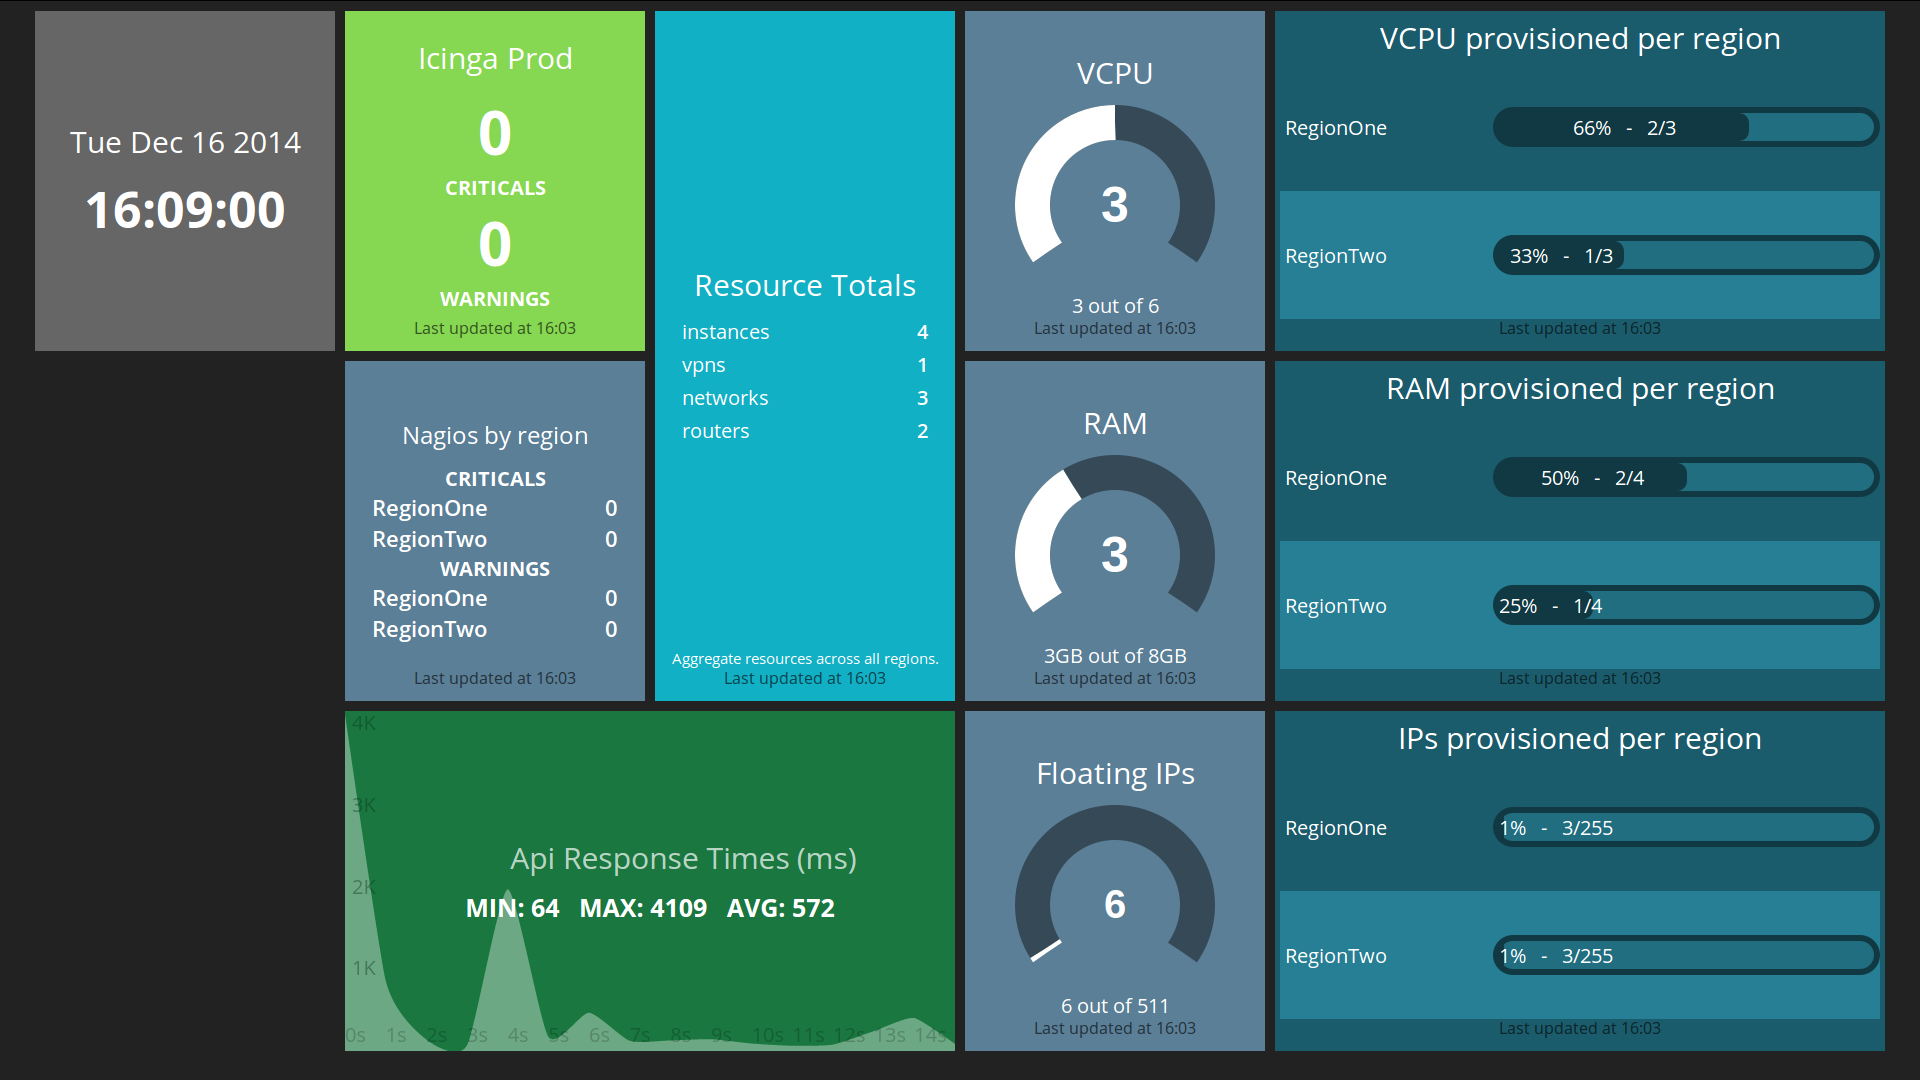 Tue Dec 16 2014
16:09:00
Icinga Prod
0
CRITICALS
0
WARNINGS
Last updated at 16:03
Nagios by region
CRITICALS
RegionOne 0
RegionTwo 0
WARNINGS
RegionOne 0
RegionTwo 0
Last updated at 16:03
Resource Totals
instances 4
vpns 1
networks 3
routers 2
Aggregate resources across all regions.
Last updated at 16:03
4K
3K
2K
1K
Api Response Times (ms)
MIN: 64 MAX: 4109 AVG: 572
0s 1s 2s 3s 4s 5s 6s 7s 8s 9s 10s 11s 12s 13s 14s
VCPU
3
3 out of 6
Last updated at 16:03
RAM
3
3GB out of 8GB
Last updated at 16:03
Floating IPs
6
6 out of 511
Last updated at 16:03
VCPU provisioned per region
RegionOne 66% - 2/3
RegionTwo 33% - 1/3
Last updated at 16:03
RAM provisioned per region
RegionOne 50% - 2/4
RegionTwo 25% - 1/4
Last updated at 16:03
IPs provisioned per region
RegionOne 1% - 3/255
RegionTwo 1% - 3/255
Last updated at 16:03